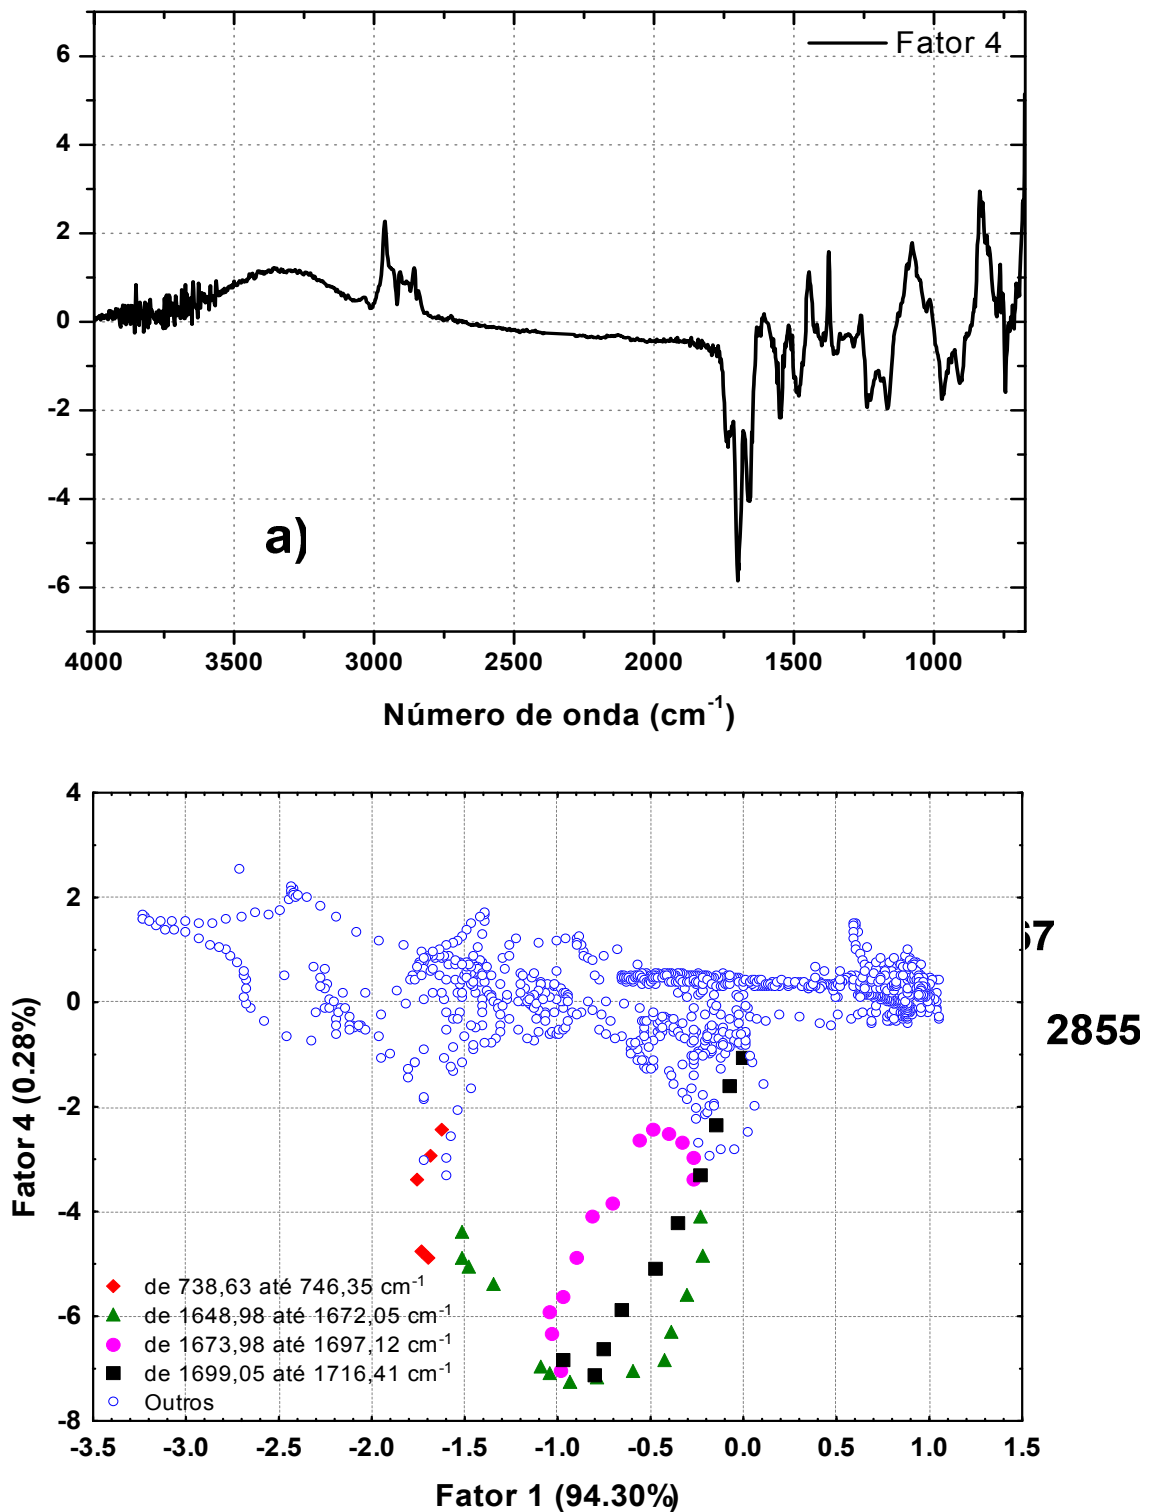 Fator 4
6
4
2
0
-2
-4
-6
a)
4000 3500 3000 2500 2000 1500 1000
Número de onda (cm⁻¹)
4
2
0
-2
-4
-6
-8
Fator 4 (0.28%)
67
2855
de 738,63 até 746,35 cm⁻¹
de 1648,98 até 1672,05 cm⁻¹
de 1673,98 até 1697,12 cm⁻¹
de 1699,05 até 1716,41 cm⁻¹
Outros
-3.5 -3.0 -2.5 -2.0 -1.5 -1.0 -0.5 0.0 0.5 1.0 1.5
Fator 1 (94.30%)